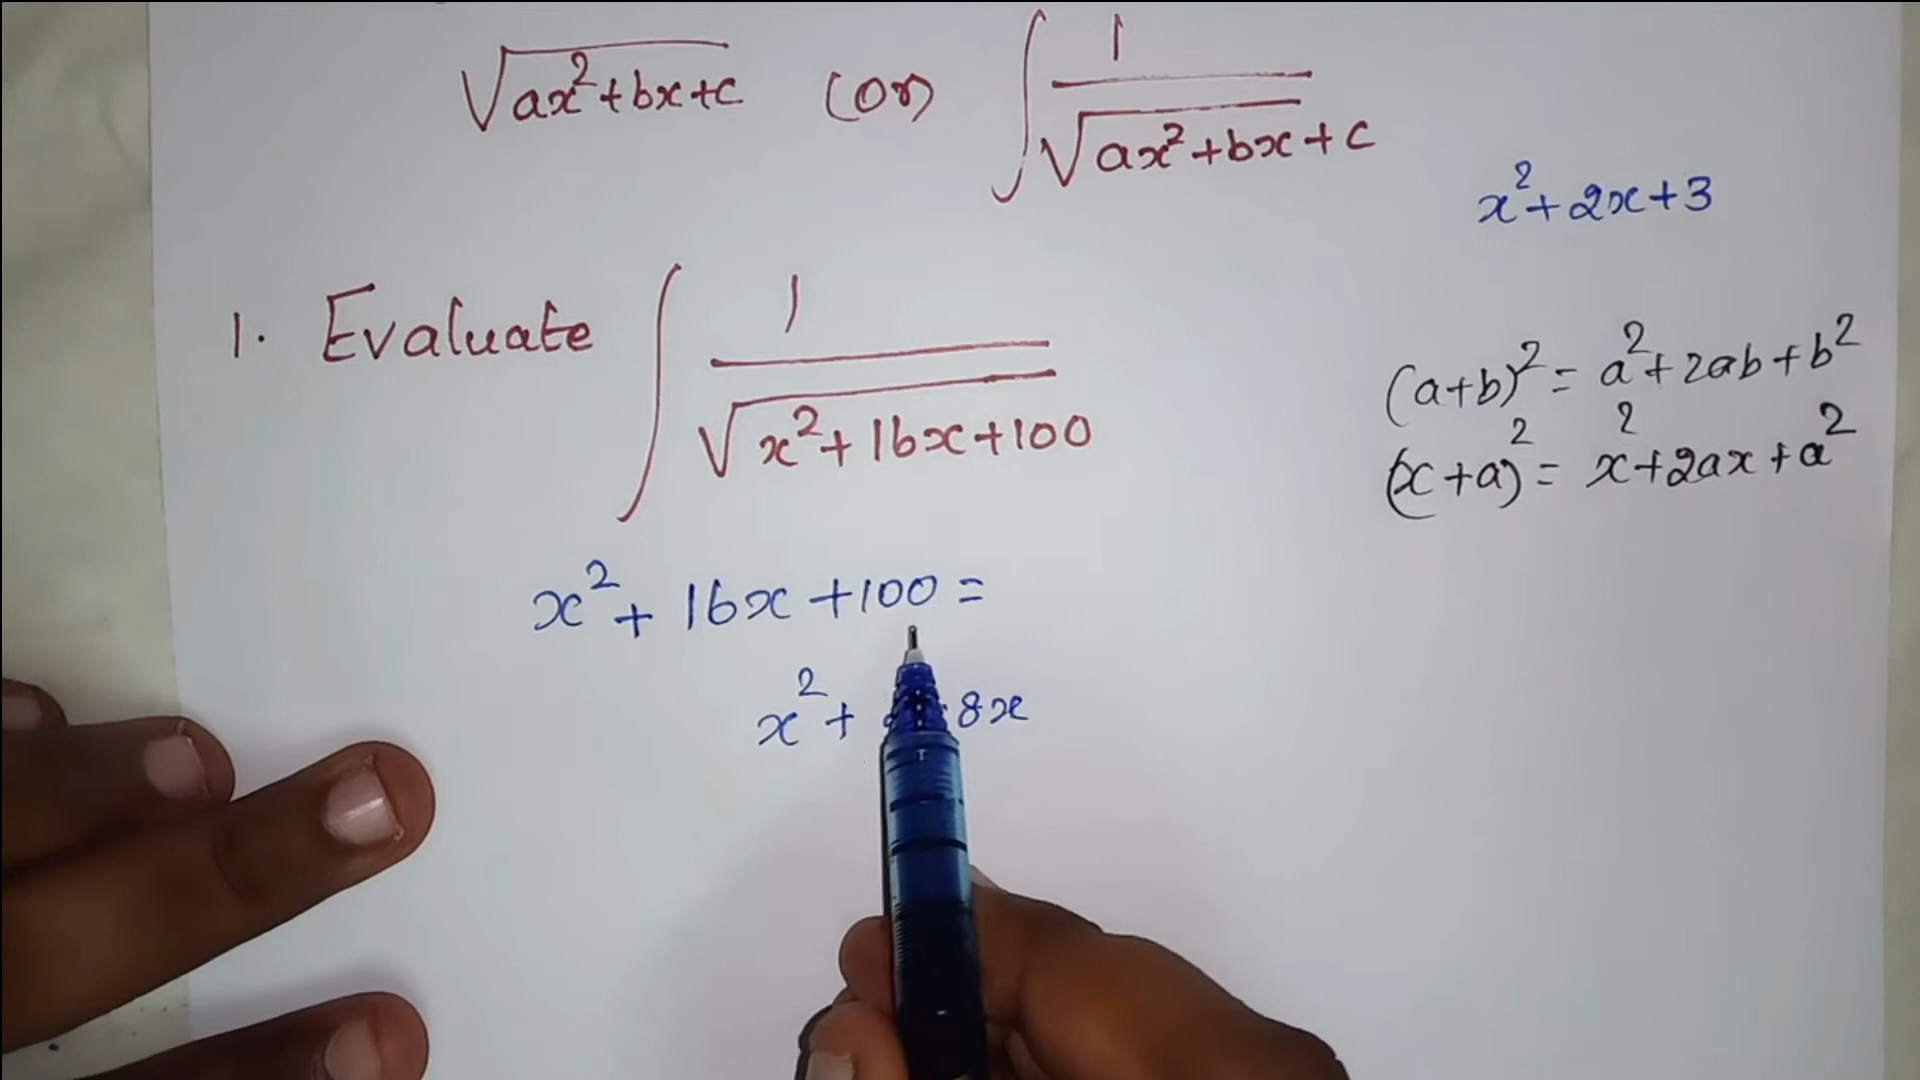 √ax²+bx+c (or) ∫ 1/√ax²+bx+c
x²+2x+3
1. Evaluate ∫ 1/√x²+16x+100
(a+b)² = a²+2ab+b²
(x+a)² = x²+2ax+a²
x²+16x+100=
x²+ 8x